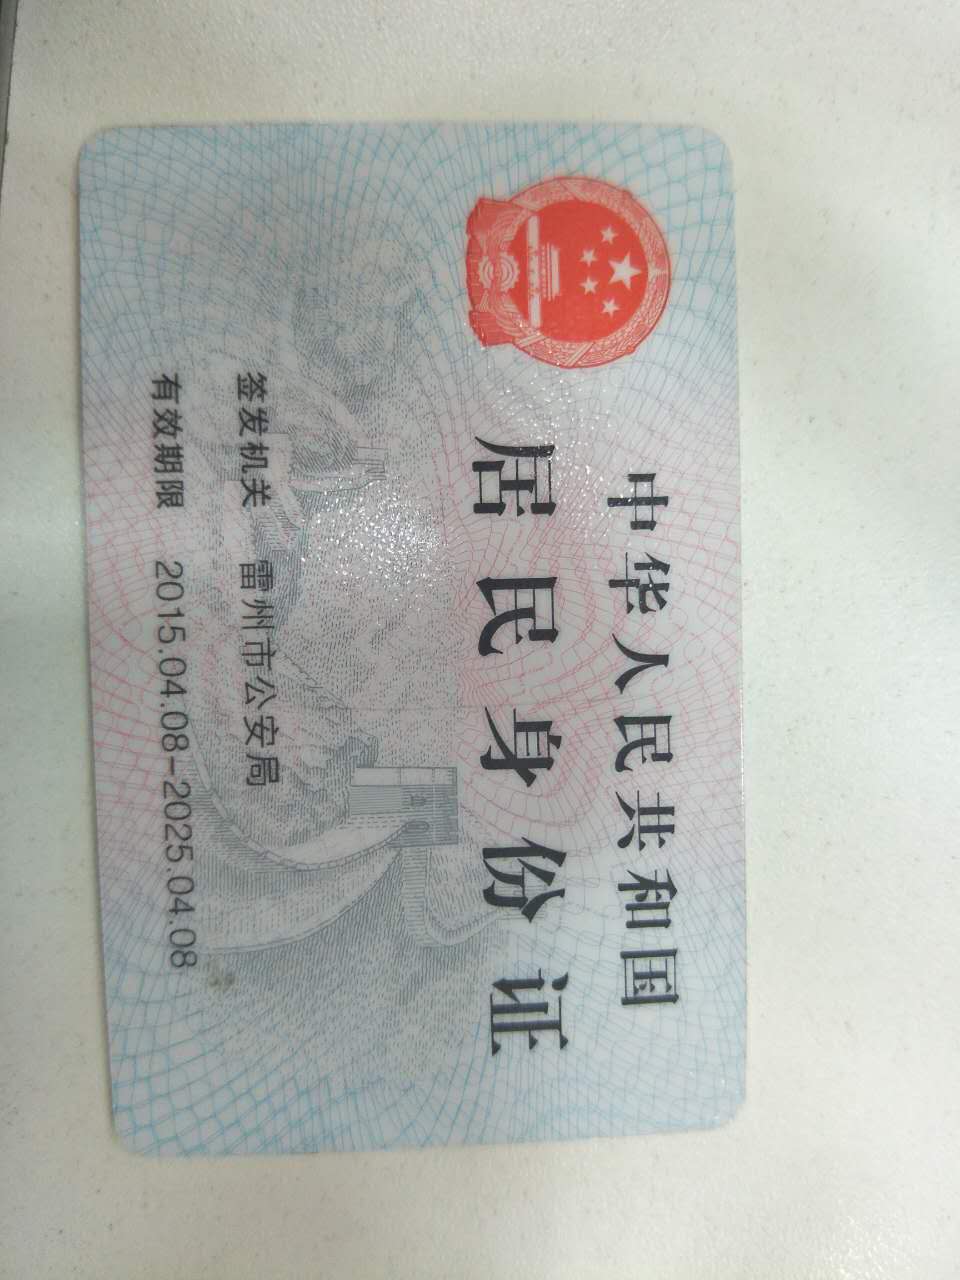 中华人民共和国
居民身份证
签发机关 雷州市公安局
有效期限 2015.04.08-2025.04.08